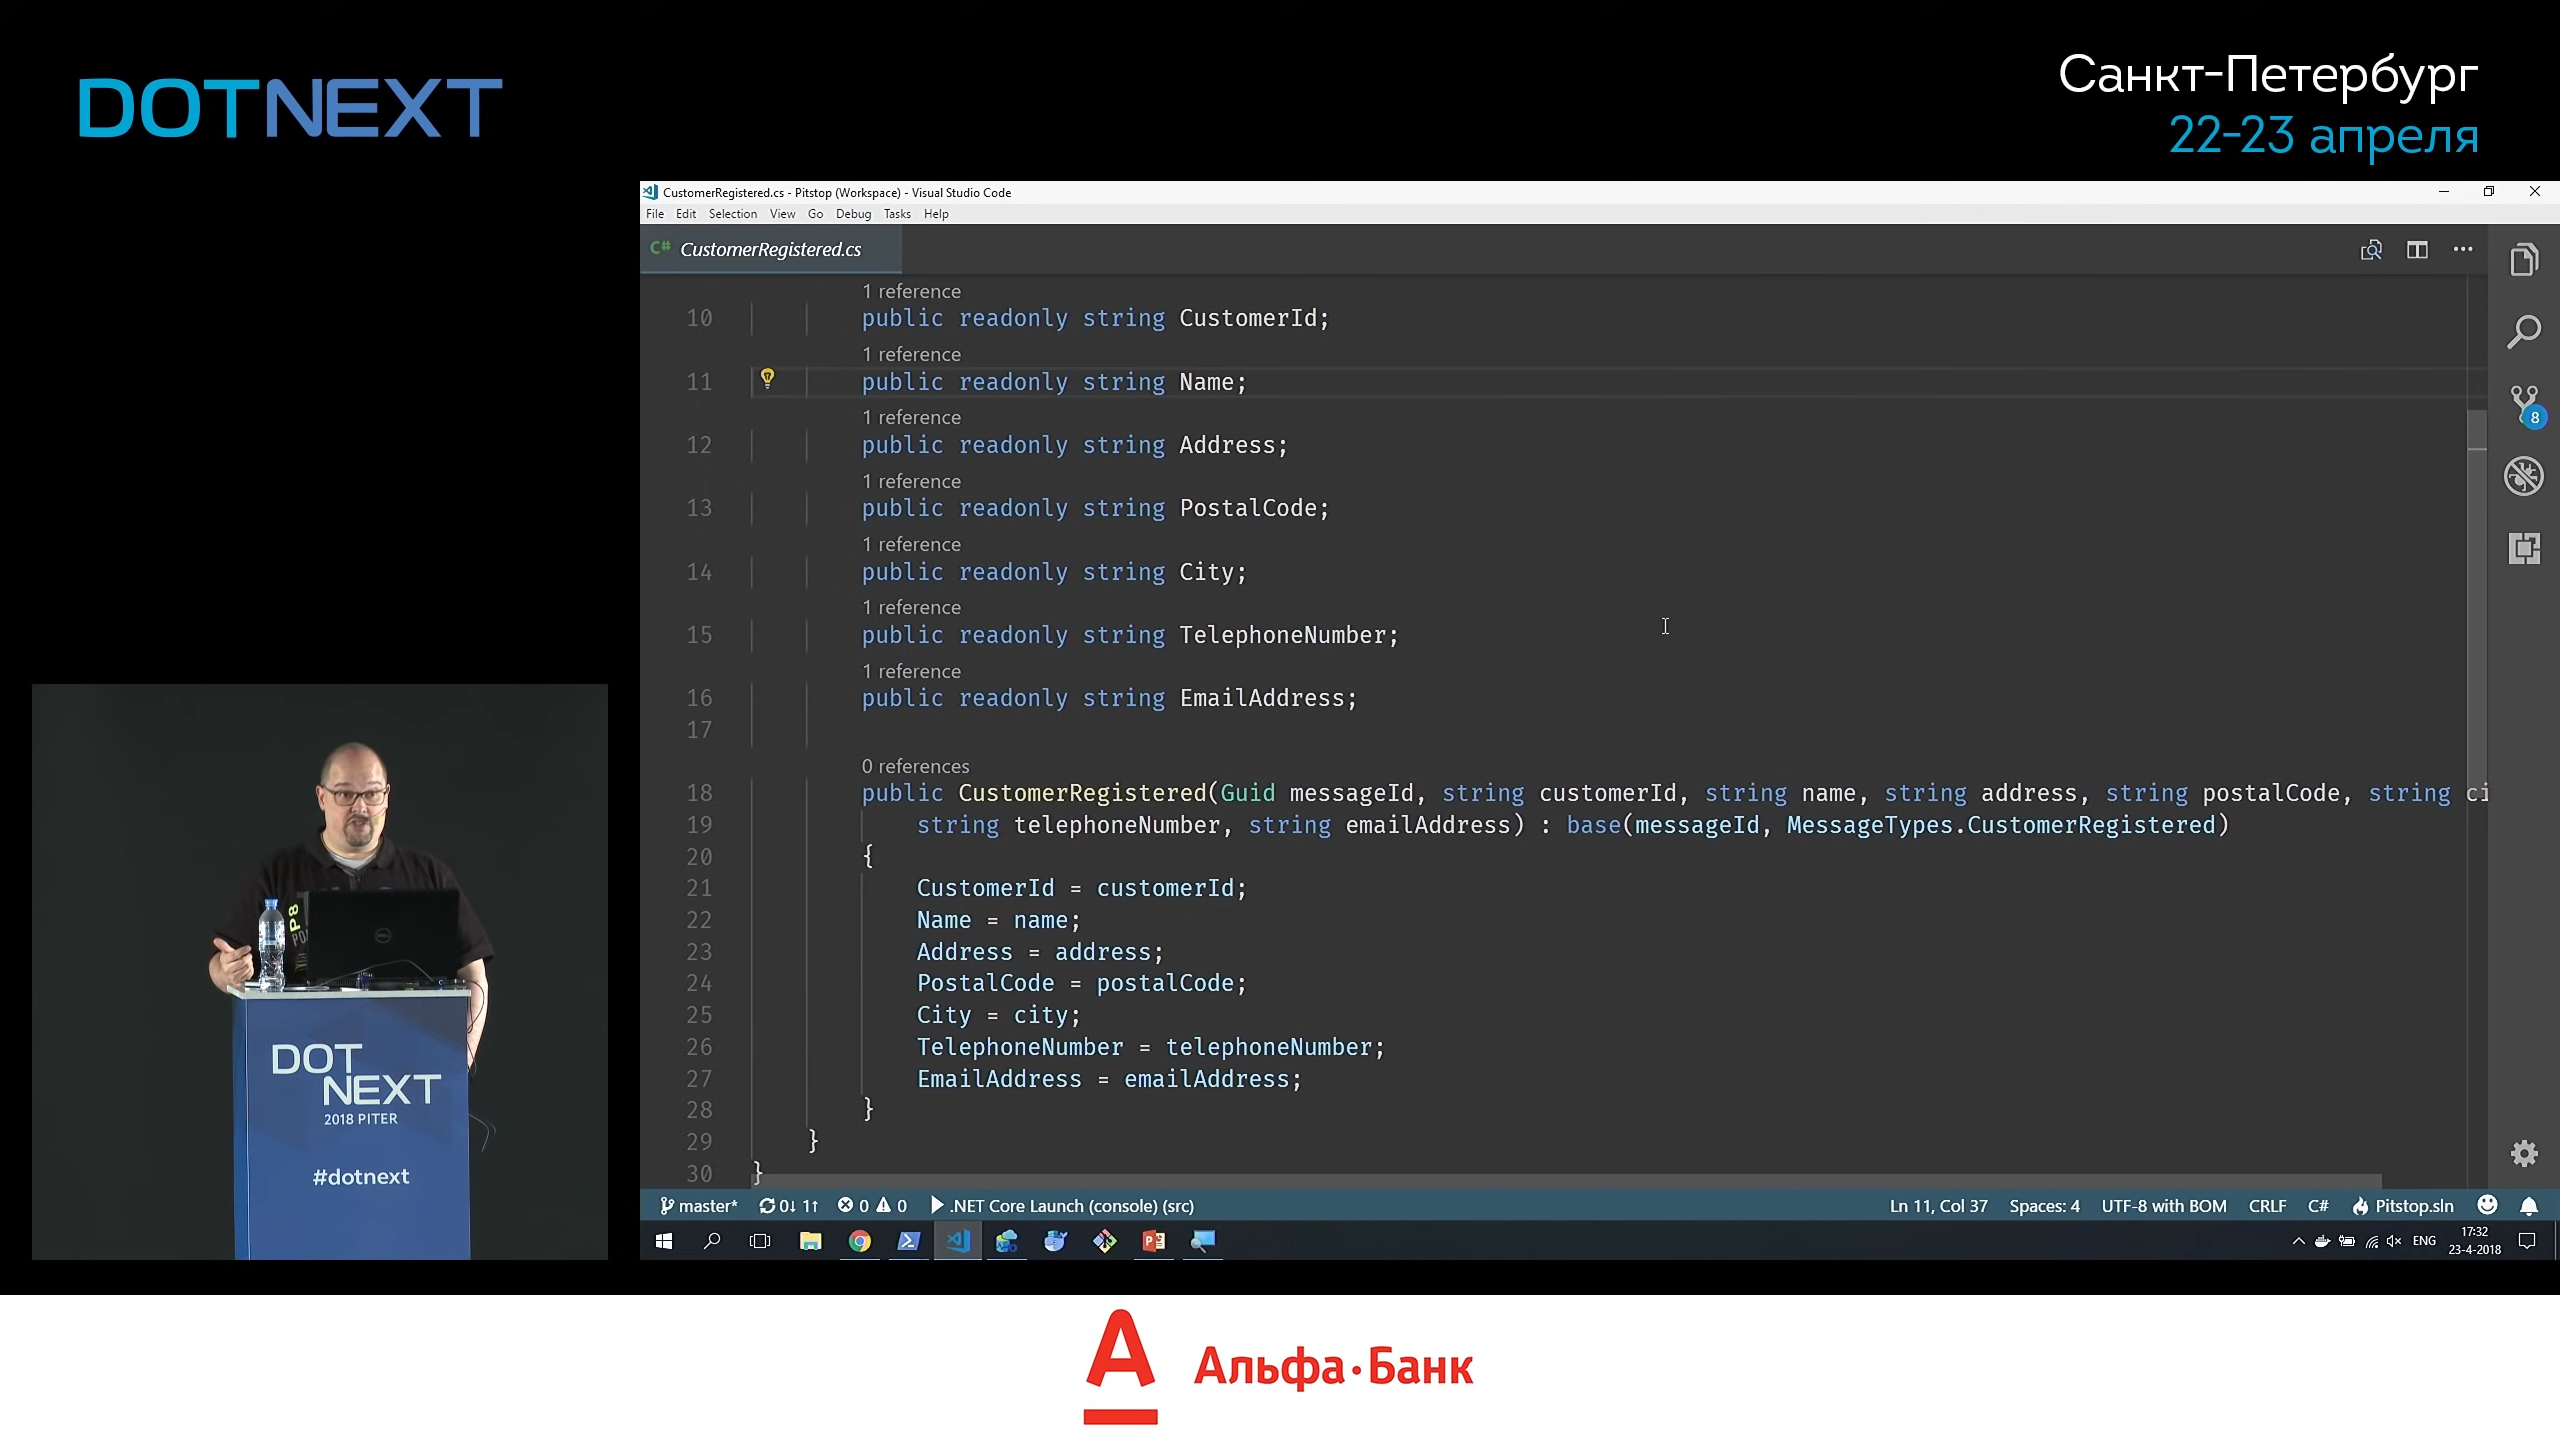 DOTNEXT
Санкт-Петербург
22-23 апреля
CustomerRegistered.cs - Pitstop (Workspace) - Visual Studio Code
File Edit Selection View Go Debug Tasks Help
C# CustomerRegistered.cs
1 reference
10 public readonly string CustomerId;
1 reference
11 public readonly string Name;
1 reference
12 public readonly string Address;
1 reference
13 public readonly string PostalCode;
1 reference
14 public readonly string City;
1 reference
15 public readonly string TelephoneNumber;
1 reference
16 public readonly string EmailAddress;
17
0 references
18 public CustomerRegistered(Guid messageId, string customerId, string name, string address, string postalCode, string ci
19 string telephoneNumber, string emailAddress) : base(messageId, MessageTypes.CustomerRegistered)
20 {
21 CustomerId = customerId;
22 Name = name;
23 Address = address;
24 PostalCode = postalCode;
25 City = city;
26 TelephoneNumber = telephoneNumber;
27 EmailAddress = emailAddress;
28 }
29 }
30 }
8
master* 0↓ 1↑ 0 0 .NET Core Launch (console) (src) Ln 11, Col 37 Spaces: 4 UTF-8 with BOM CRLF C# Pitstop.sln
ENG 17:32
23-4-2018
DELL
DOT
NEXT
2018 PITER
#dotnext
Альфа·Банк